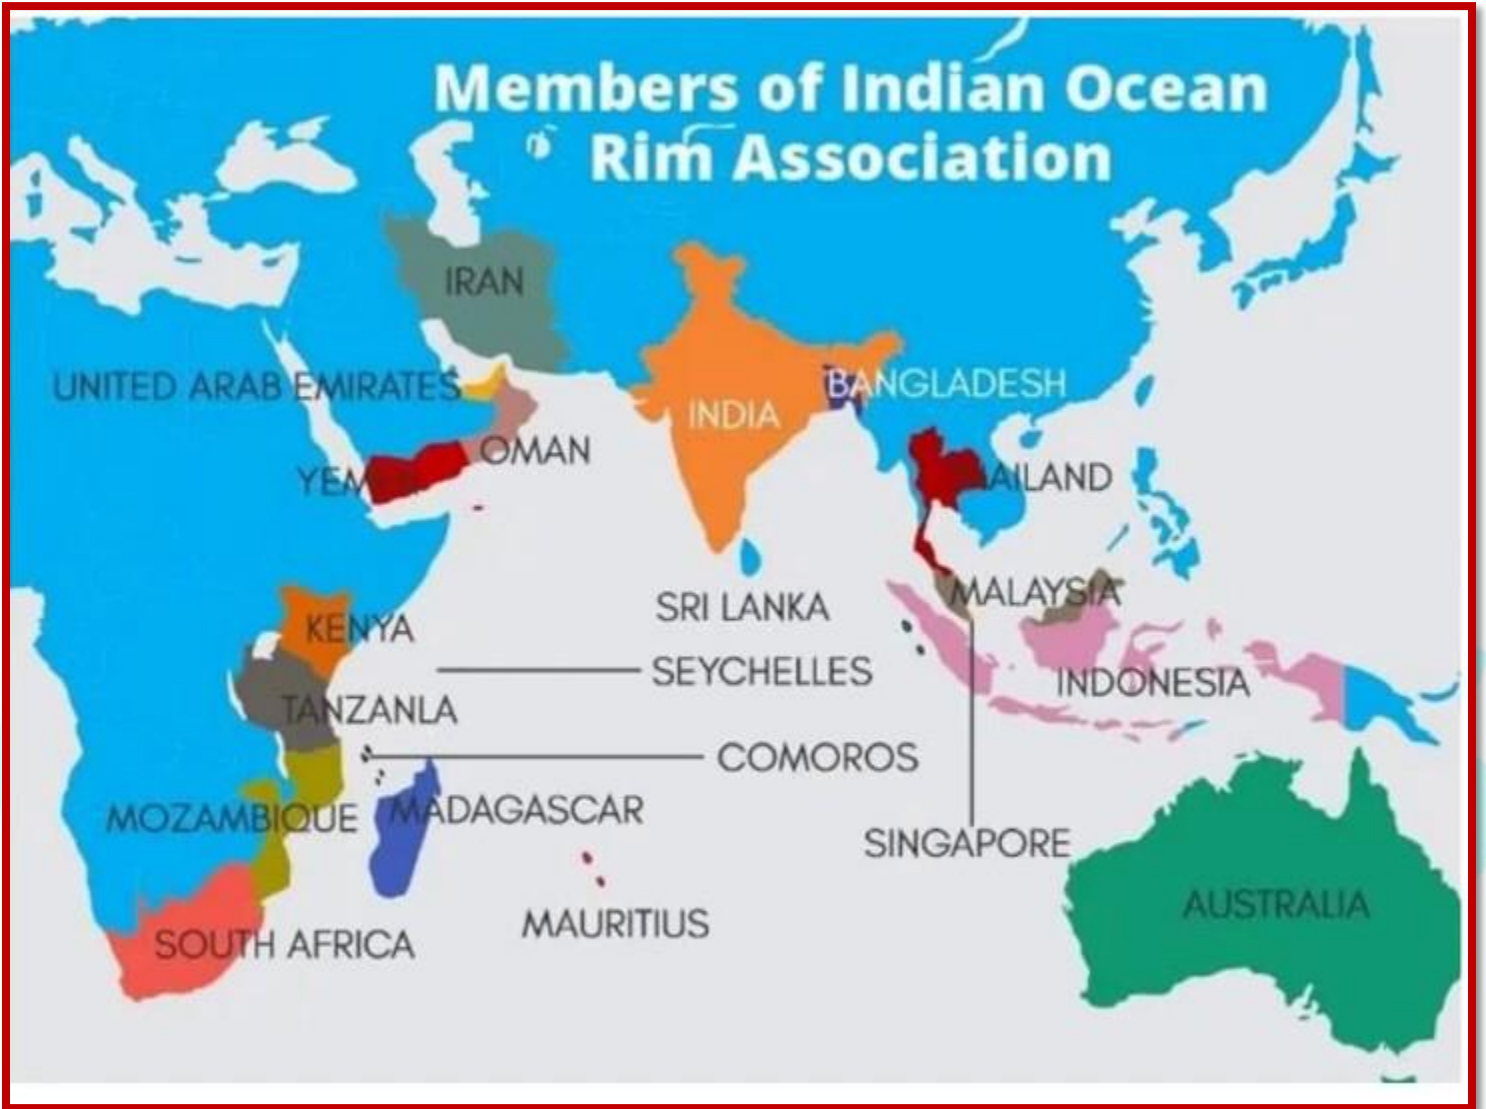 Members of Indian Ocean
Rim Association
IRAN
UNITED ARAB EMIRATES
BANGLADESH
INDIA
OMAN
YEMEN
AILAND
MALAYSIA
SRI LANKA
KENYA
SEYCHELLES
INDONESIA
TANZANLA
COMOROS
MADAGASCAR
MOZAMBIQUE
SINGAPORE
AUSTRALIA
MAURITIUS
SOUTH AFRICA